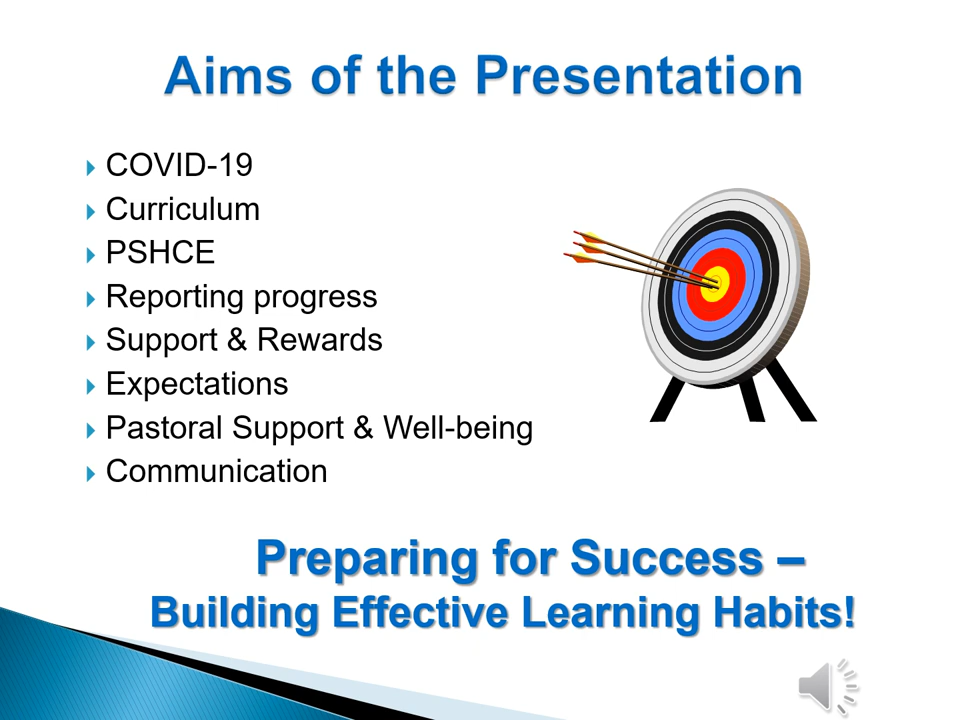 Aims of the Presentation
COVID-19
Curriculum
PSHCE
Reporting progress
Support & Rewards
Expectations
Pastoral Support & Well-being
Communication
Preparing for Success –
Building Effective Learning Habits!